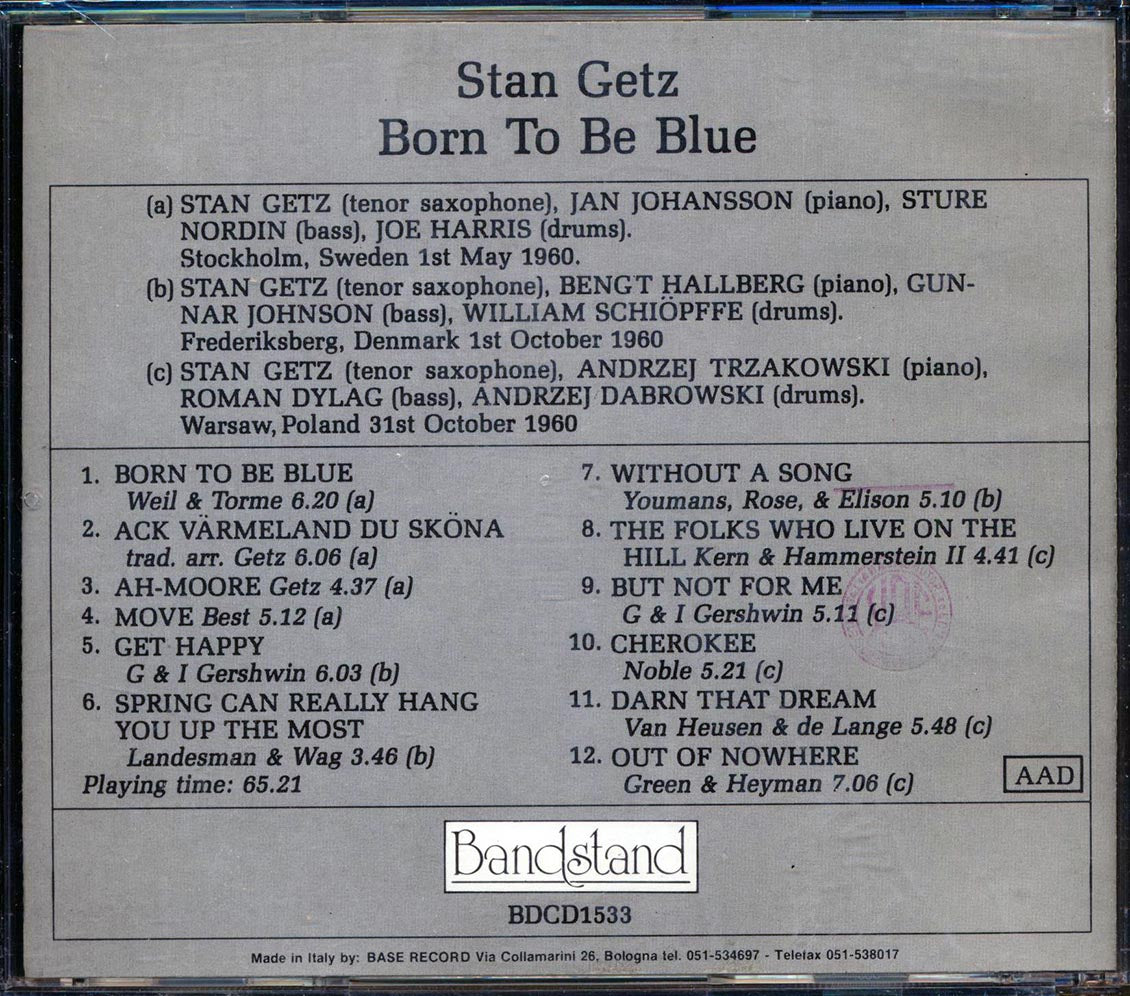 Stan Getz
Born To Be Blue
(a) STAN GETZ (tenor saxophone), JAN JOHANSSON (piano), STURE
NORDIN (bass), JOE HARRIS (drums).
Stockholm, Sweden 1st May 1960.
(b) STAN GETZ (tenor saxophone), BENGT HALLBERG (piano), GUN-
NAR JOHNSON (bass), WILLIAM SCHIÖPFFE (drums).
Frederiksberg, Denmark 1st October 1960
(c) STAN GETZ (tenor saxophone), ANDRZEJ TRZAKOWSKI (piano),
ROMAN DYLAG (bass), ANDRZEJ DABROWSKI (drums).
Warsaw, Poland 31st October 1960
1. BORN TO BE BLUE
Weil & Torme 6.20 (a)
2. ACK VÄRMELAND DU SKÖNA
trad. arr. Getz 6.06 (a)
3. AH-MOORE Getz 4.37 (a)
4. MOVE Best 5.12 (a)
5. GET HAPPY
G & I Gershwin 6.03 (b)
6. SPRING CAN REALLY HANG
YOU UP THE MOST
Landesman & Wag 3.46 (b)
Playing time: 65.21
7. WITHOUT A SONG
Youmans, Rose, & Elison 5.10 (b)
8. THE FOLKS WHO LIVE ON THE
HILL Kern & Hammerstein II 4.41 (c)
9. BUT NOT FOR ME
G & I Gershwin 5.11 (c)
10. CHEROKEE
Noble 5.21 (c)
11. DARN THAT DREAM
Van Heusen & de Lange 5.48 (c)
12. OUT OF NOWHERE
Green & Heyman 7.06 (c)
AAD
Bandstand
BDCD1533
Made in Italy by: BASE RECORD Via Collamarini 26, Bologna tel. 051-534697 - Telefax 051-538017